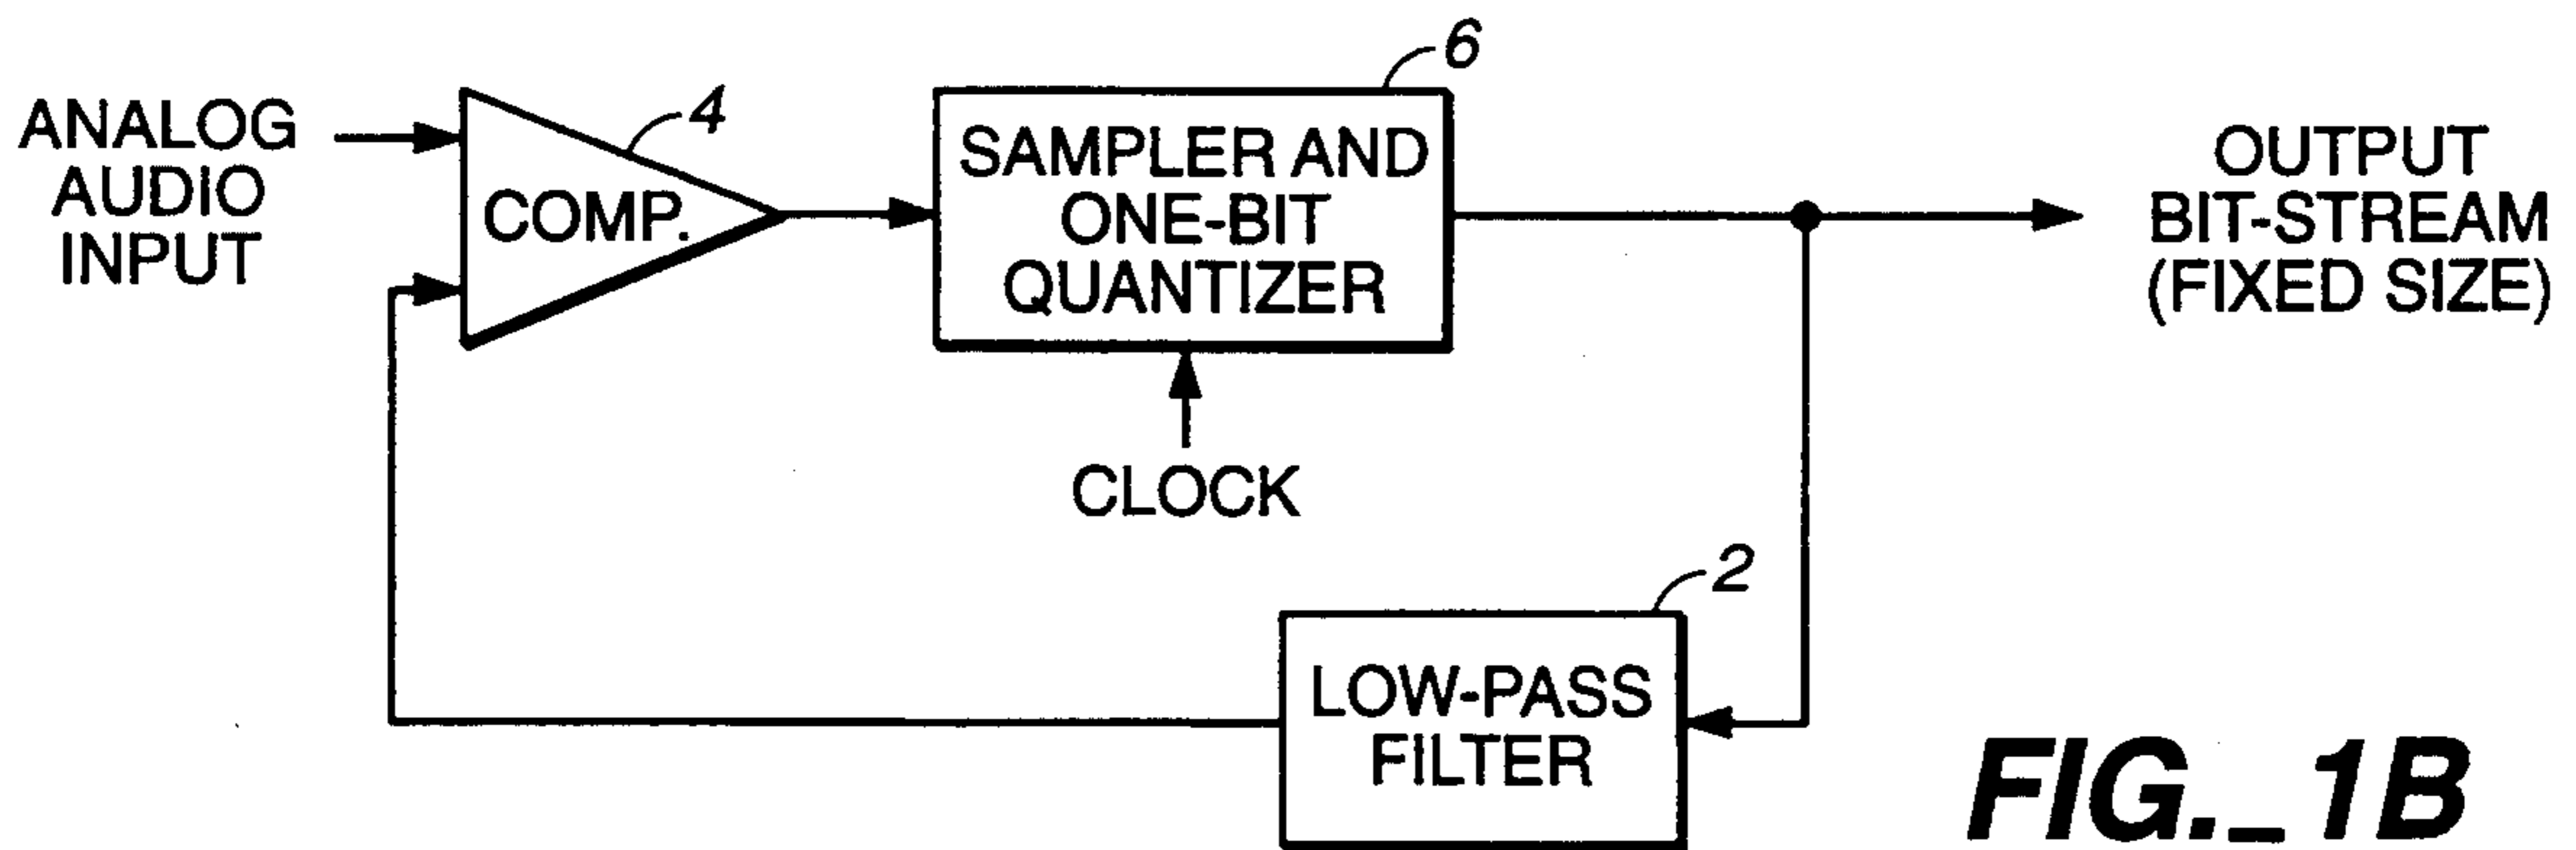 ANALOG
AUDIO
INPUT
4
COMP.
6
SAMPLER AND
ONE-BIT
QUANTIZER
CLOCK
OUTPUT
BIT-STREAM
(FIXED SIZE)
2
LOW-PASS
FILTER
FIG._1B